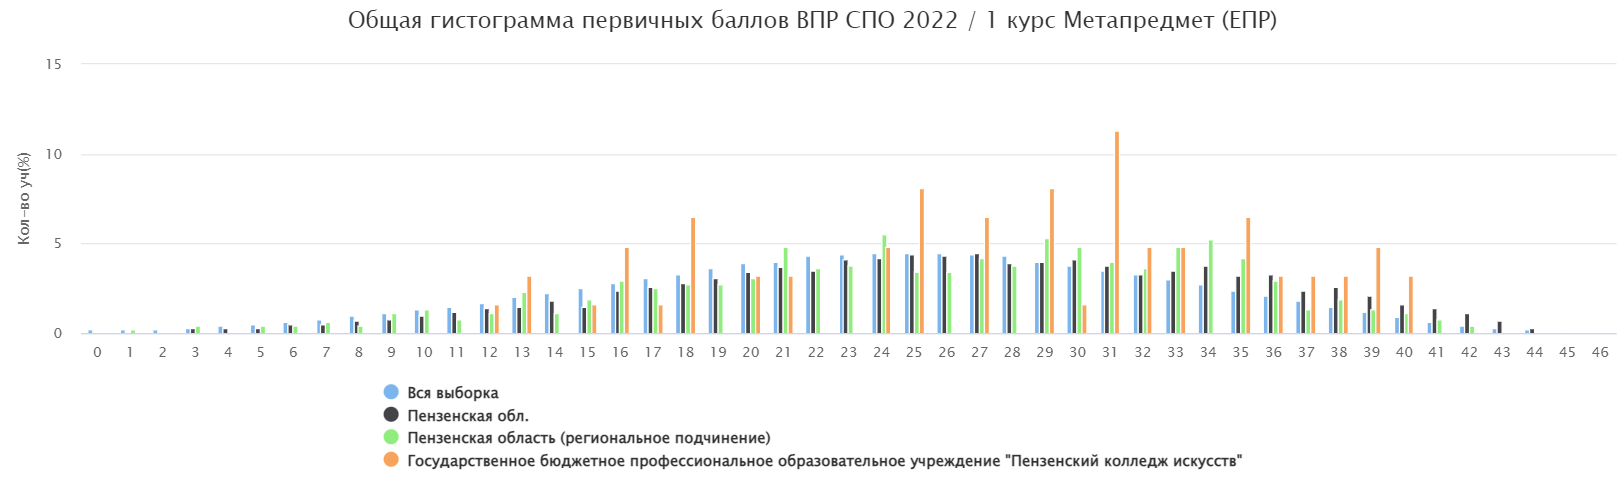 Общая гистограмма первичных баллов ВПР СПО 2022 / 1 курс Метапредмет (ЕПР)
Кол-во уч(%)
15
10
5
0
0 1 2 3 4 5 6 7 8 9 10 11 12 13 14 15 16 17 18 19 20 21 22 23 24 25 26 27 28 29 30 31 32 33 34 35 36 37 38 39 40 41 42 43 44 45 46
Вся выборка
Пензенская обл.
Пензенская область (региональное подчинение)
Государственное бюджетное профессиональное образовательное учреждение "Пензенский колледж искусств"